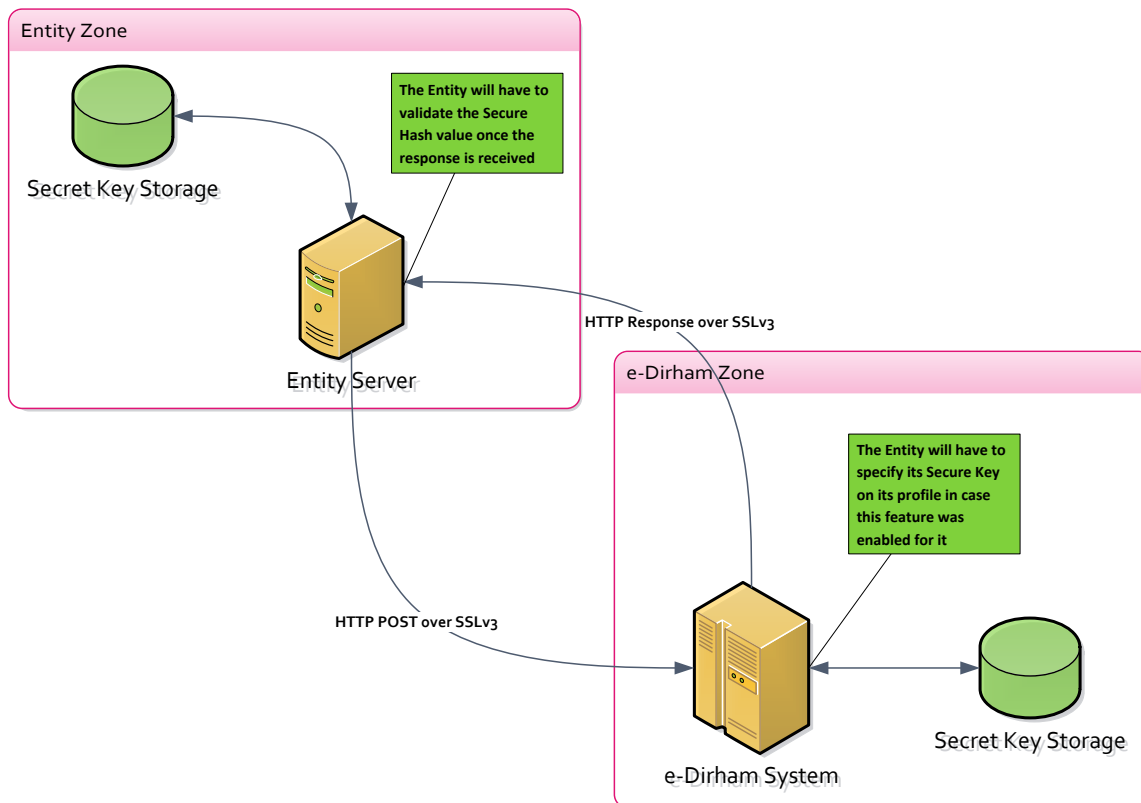 Entity Zone
The Entity will have to
validate the Secure
Hash value once the
response is received
Secret Key Storage
HTTP Response over SSLv3
Entity Server
e-Dirham Zone
The Entity will have to
specify its Secure Key
on its profile in case
this feature was
enabled for it
HTTP POST over SSLv3
Secret Key Storage
e-Dirham System